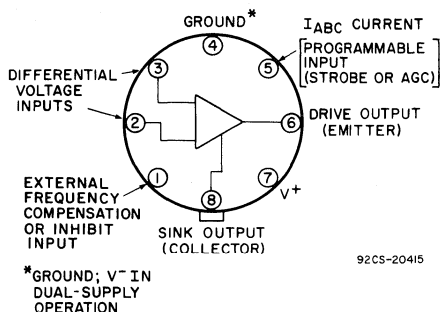 GROUND*
I ABC CURRENT
[PROGRAMMABLE
INPUT
(STROBE OR AGC)]
DIFFERENTIAL
VOLTAGE
INPUTS
4
3
5
2
6
DRIVE OUTPUT
(EMITTER)
1
8
7
V+
EXTERNAL
FREQUENCY
COMPENSATION
OR INHIBIT
INPUT
SINK OUTPUT
(COLLECTOR)
92CS-20415
*GROUND; V- IN
DUAL-SUPPLY
OPERATION